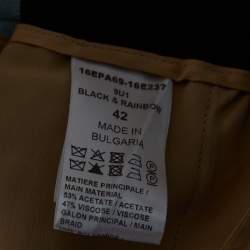 16EPA69-16E237
9U1
BLACK & RAINBOW
42
MADE IN
BULGARIA
MATIERE PRINCIPALE /
MAIN MATERIAL
53% ACETATE / ACETATE
47% VISCOSE / VISCOSE
GALON PRINCIPAL / MAIN
BRAID